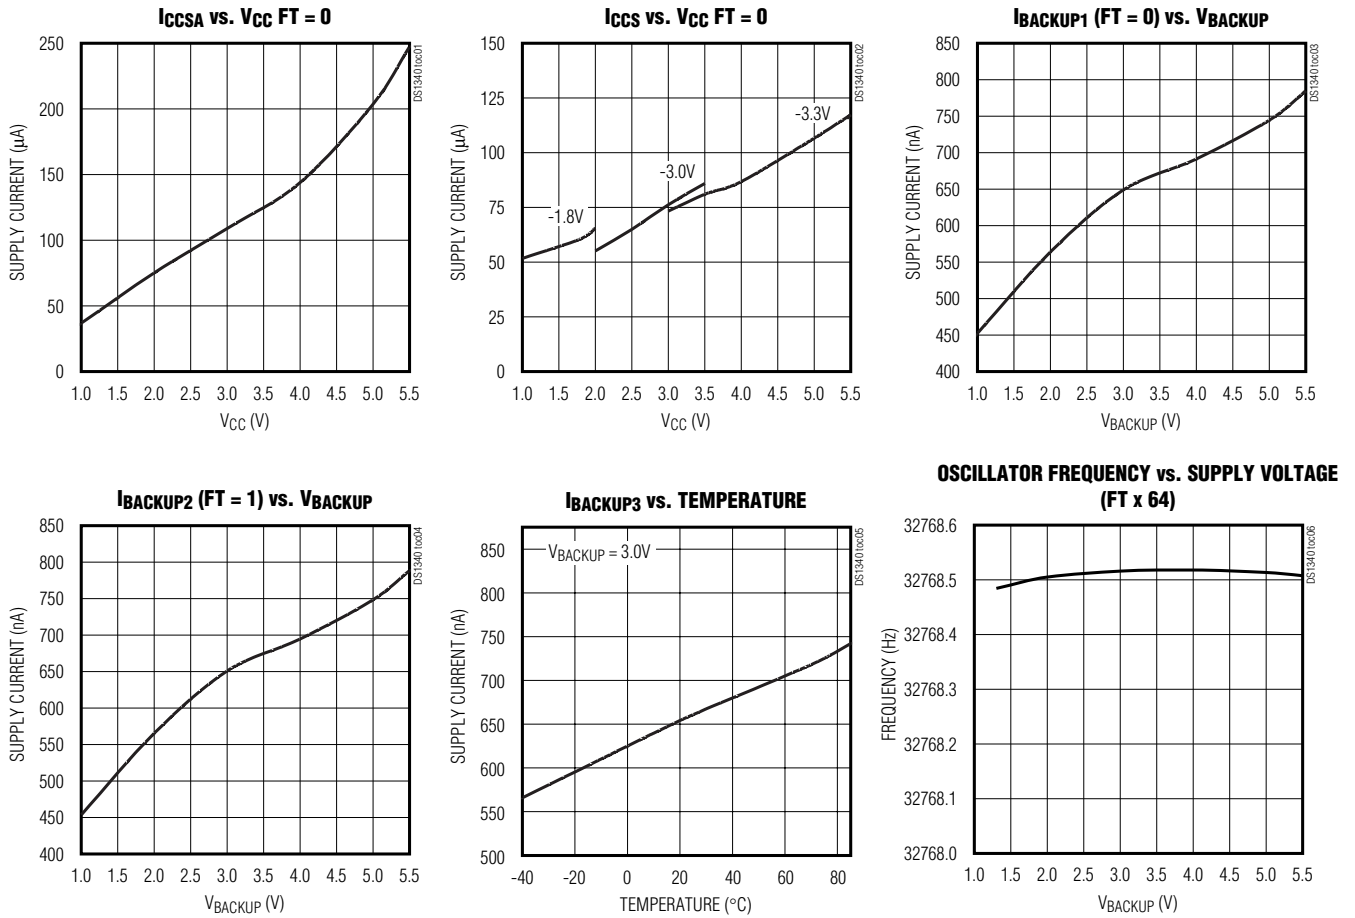 ICCSA vs. VCC FT = 0
250
200
150
100
50
0
SUPPLY CURRENT (µA)
1.0 1.5 2.0 2.5 3.0 3.5 4.0 4.5 5.0 5.5
VCC (V)
DS1340 toc01
ICCS vs. VCC FT = 0
150
125
100
75
50
25
0
SUPPLY CURRENT (µA)
-1.8V
-3.0V
-3.3V
1.0 1.5 2.0 2.5 3.0 3.5 4.0 4.5 5.0 5.5
VCC (V)
DS1340 toc02
IBACKUP1 (FT = 0) vs. VBACKUP
850
800
750
700
650
600
550
500
450
400
SUPPLY CURRENT (nA)
1.0 1.5 2.0 2.5 3.0 3.5 4.0 4.5 5.0 5.5
VBACKUP (V)
DS1340 toc03
IBACKUP2 (FT = 1) vs. VBACKUP
850
800
750
700
650
600
550
500
450
400
SUPPLY CURRENT (nA)
1.0 1.5 2.0 2.5 3.0 3.5 4.0 4.5 5.0 5.5
VBACKUP (V)
DS1340 toc04
IBACKUP3 vs. TEMPERATURE
850
800
750
700
650
600
550
500
SUPPLY CURRENT (nA)
VBACKUP = 3.0V
-40 -20 0 20 40 60 80
TEMPERATURE (°C)
DS1340 toc05
OSCILLATOR FREQUENCY vs. SUPPLY VOLTAGE
(FT x 64)
32768.6
32768.5
32768.4
32768.3
32768.2
32768.1
32768.0
FREQUENCY (Hz)
1.0 1.5 2.0 2.5 3.0 3.5 4.0 4.5 5.0 5.5
VBACKUP (V)
DS1340 toc06